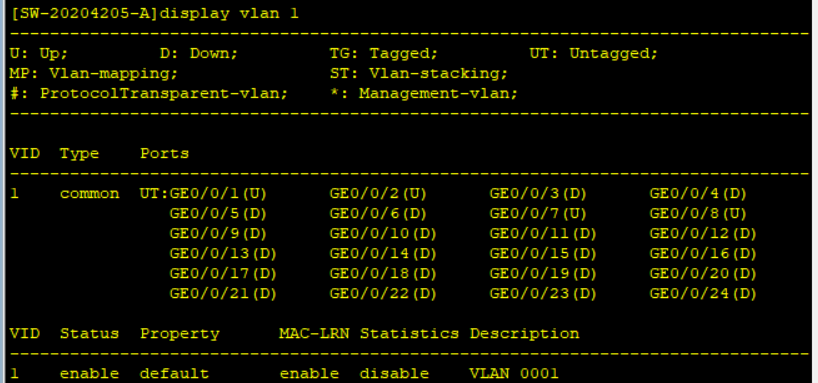 [SW-20204205-A]display vlan 1
--------------------------------------------------------------------------------
U: Up;         D: Down;         TG: Tagged;         UT: Untagged;
MP: Vlan-mapping;               ST: Vlan-stacking;
#: ProtocolTransparent-vlan;    *: Management-vlan;
--------------------------------------------------------------------------------
VID  Type    Ports
--------------------------------------------------------------------------------
1    common  UT:GE0/0/1(U)      GE0/0/2(U)      GE0/0/3(D)      GE0/0/4(D)
                GE0/0/5(D)      GE0/0/6(D)      GE0/0/7(U)      GE0/0/8(U)
                GE0/0/9(D)      GE0/0/10(D)     GE0/0/11(D)     GE0/0/12(D)
                GE0/0/13(D)     GE0/0/14(D)     GE0/0/15(D)     GE0/0/16(D)
                GE0/0/17(D)     GE0/0/18(D)     GE0/0/19(D)     GE0/0/20(D)
                GE0/0/21(D)     GE0/0/22(D)     GE0/0/23(D)     GE0/0/24(D)
VID  Status  Property      MAC-LRN Statistics Description
--------------------------------------------------------------------------------
1    enable  default       enable  disable    VLAN 0001